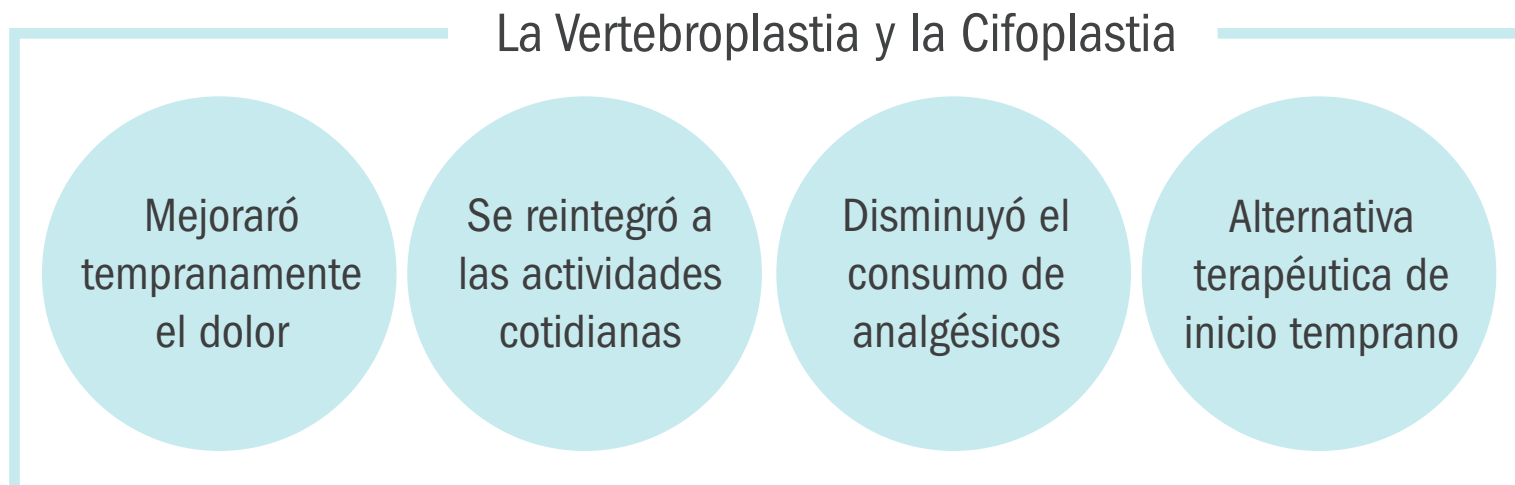 La Vertebroplastia y la Cifoplastia
Mejoraró
tempranamente
el dolor
Se reintegró a
las actividades
cotidianas
Disminuyó el
consumo de
analgésicos
Alternativa
terapéutica de
inicio temprano